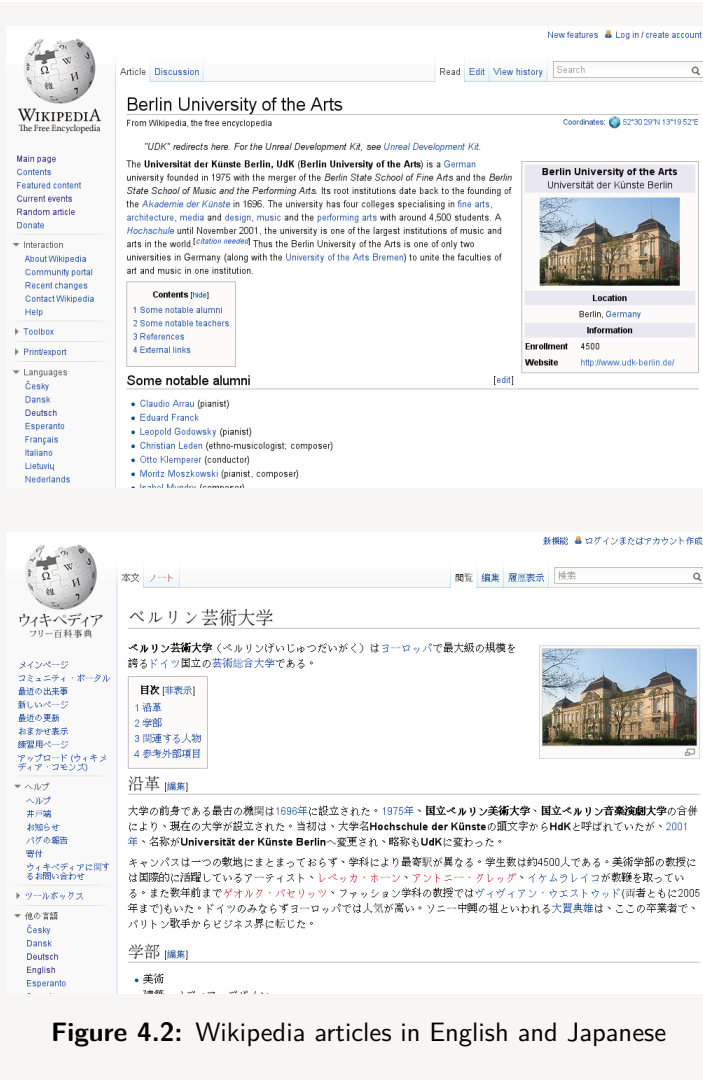 New features Log in / create account
Article Discussion Read Edit View history Search
WIKIPEDIA
The Free Encyclopedia
Main page
Contents
Featured content
Current events
Random article
Donate
Interaction
About Wikipedia
Community portal
Recent changes
Contact Wikipedia
Help
Toolbox
Print/export
Languages
Česky
Dansk
Deutsch
Esperanto
Français
Italiano
Lietuvių
Nederlands
Berlin University of the Arts
From Wikipedia, the free encyclopedia
Coordinates: 52°30′29″N 13°19′52″E
"UDK" redirects here. For the Unreal Development Kit, see Unreal Development Kit.
The Universität der Künste Berlin, UdK (Berlin University of the Arts) is a German
university founded in 1975 with the merger of the Berlin State School of Fine Arts and the Berlin
State School of Music and the Performing Arts. Its root institutions date back to the founding of
the Akademie der Künste in 1696. The university has four colleges specialising in fine arts,
architecture, media and design, music and the performing arts with around 4,500 students. A
Hochschule until November 2001, the university is one of the largest institutions of music and
arts in the world.[citation needed] Thus the Berlin University of the Arts is one of only two
universities in Germany (along with the University of the Arts Bremen) to unite the faculties of
art and music in one institution.
Berlin University of the Arts
Universität der Künste Berlin
Location
Berlin, Germany
Information
Enrollment 4500
Website http://www.udk-berlin.de/
Contents [hide]
1 Some notable alumni
2 Some notable teachers
3 References
4 External links
Some notable alumni [edit]
Claudio Arrau (pianist)
Eduard Franck
Leopold Godowsky (pianist)
Christian Leden (ethno-musicologist; composer)
Otto Klemperer (conductor)
Moritz Moszkowski (pianist, composer)
Isabel Mundry (composer)
新機能 ログインまたはアカウント作成
本文 ノート 閲覧 編集 履歴表示 検索
ウィキペディア
フリー百科事典
メインページ
コミュニティ・ポータル
最近の出来事
新しいページ
最近の更新
おまかせ表示
練習用ページ
アップロード (ウィキメ
ディア・コモンズ)
ヘルプ
ヘルプ
井戸端
お知らせ
バグの報告
寄付
ウィキペディアに関す
るお問い合わせ
ツールボックス
他の言語
Česky
Dansk
Deutsch
English
Esperanto
ベルリン芸術大学
ベルリン芸術大学（ベルリンげいじゅつだいがく）はヨーロッパで最大級の規模を
誇るドイツ国立の芸術総合大学である。
目次 [非表示]
1 沿革
2 学部
3 関連する人物
4 参考外部項目
沿革 [編集]
大学の前身である最古の機関は1696年に設立された。1975年、国立ベルリン美術大学、国立ベルリン音楽演劇大学の合併
により、現在の大学が設立された。当初は、大学名Hochschule der Künsteの頭文字からHdKと呼ばれていたが、2001
年、名称がUniversität der Künste Berlinへ変更され、略称もUdKに変わった。
キャンパスは一つの敷地にまとまっておらず、学科により最寄駅が異なる。学生数は約4500人である。美術学部の教授に
は国際的に活躍しているアーティスト、レベッカ・ホーン、アントニー・クレッグ、イケムラレイコが教鞭を取ってい
る。また数年前までゲオルク・バゼリッツ、ファッション学科の教授ではヴィヴィアン・ウエストウッド(両者ともに2005
年まで)もいた。ドイツのみならずヨーロッパでは人気が高い。ソニー中興の祖といわれる大賀典雄は、ここの卒業者で、
バリトン歌手からビジネス界に転じた。
学部 [編集]
美術
Figure 4.2: Wikipedia articles in English and Japanese